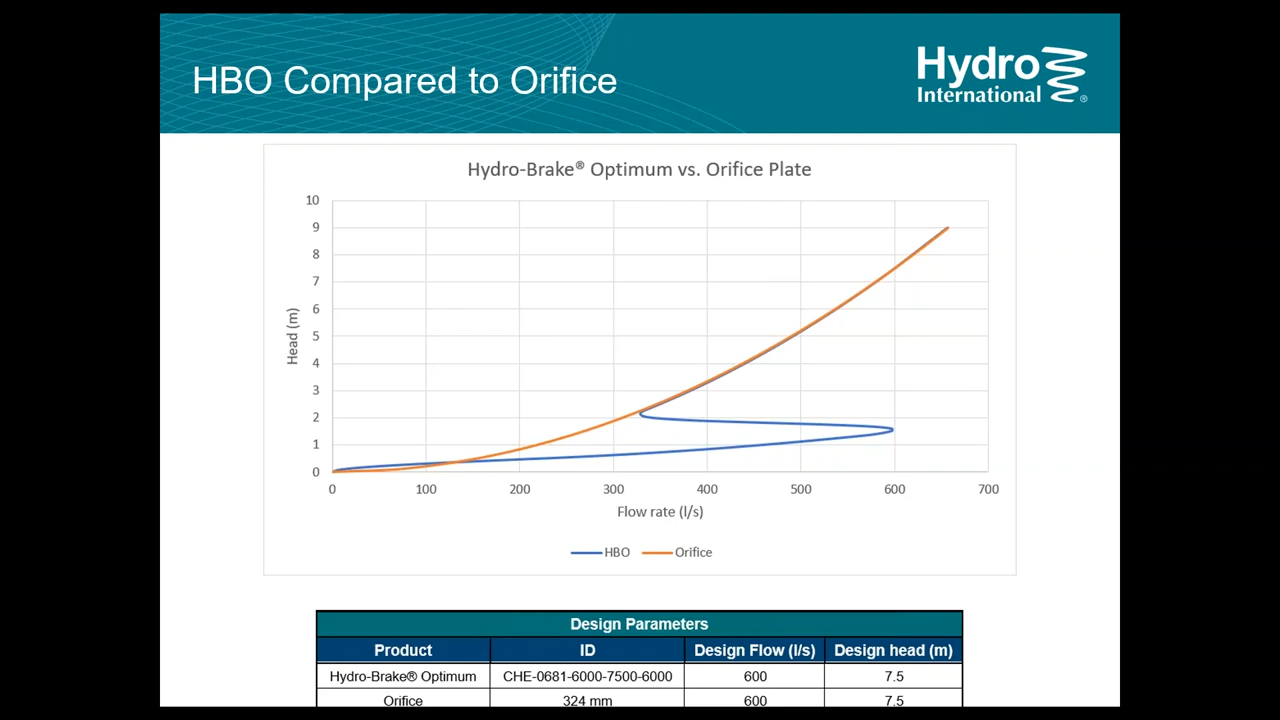 HBO Compared to Orifice
Hydro
International
®
Hydro-Brake® Optimum vs. Orifice Plate
10
9
8
7
6
5
4
3
2
1
0
Head (m)
0 100 200 300 400 500 600 700
Flow rate (l/s)
HBO Orifice
Design Parameters
Product ID Design Flow (l/s) Design head (m)
Hydro-Brake® Optimum CHE-0681-6000-7500-6000 600 7.5
Orifice 324 mm 600 7.5